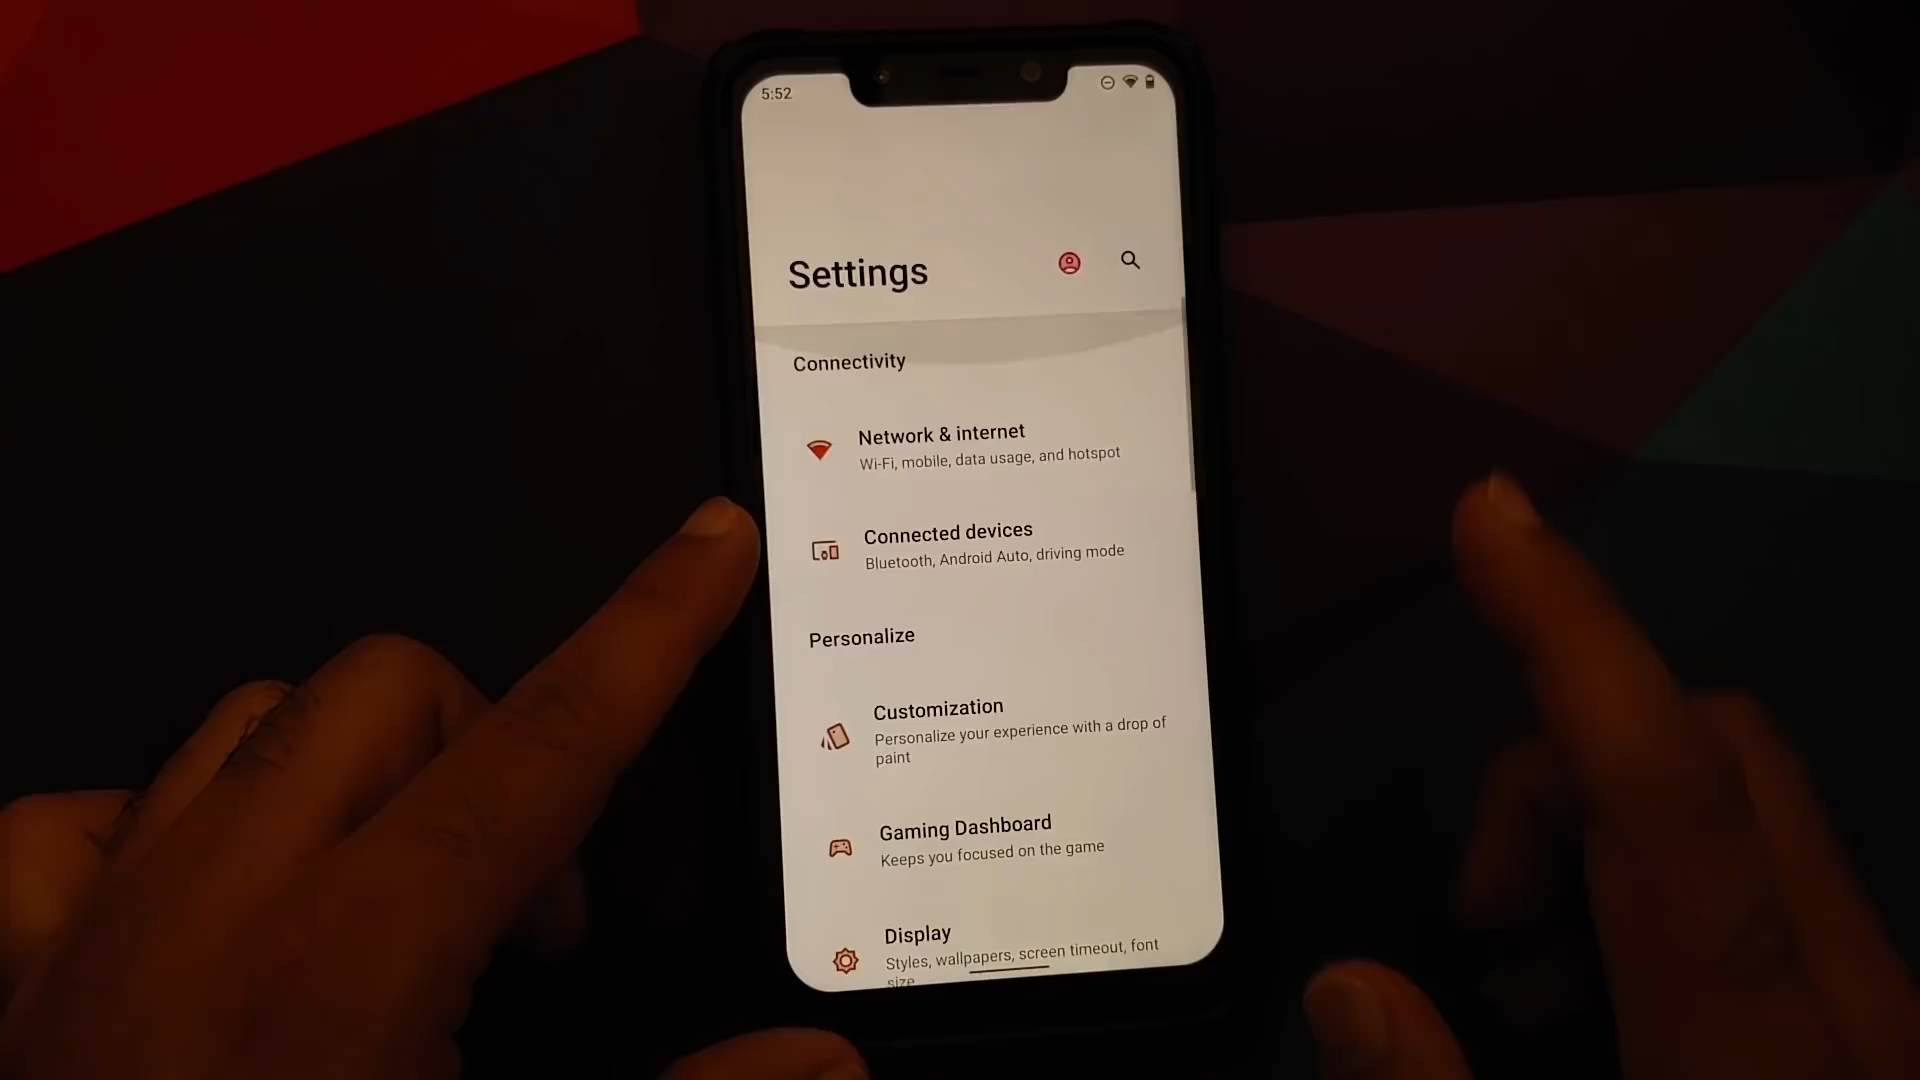 5:52
Settings
Connectivity
Network & internet
Wi-Fi, mobile, data usage, and hotspot
Connected devices
Bluetooth, Android Auto, driving mode
Personalize
Customization
Personalize your experience with a drop of
paint
Gaming Dashboard
Keeps you focused on the game
Display
Styles, wallpapers, screen timeout, font
size